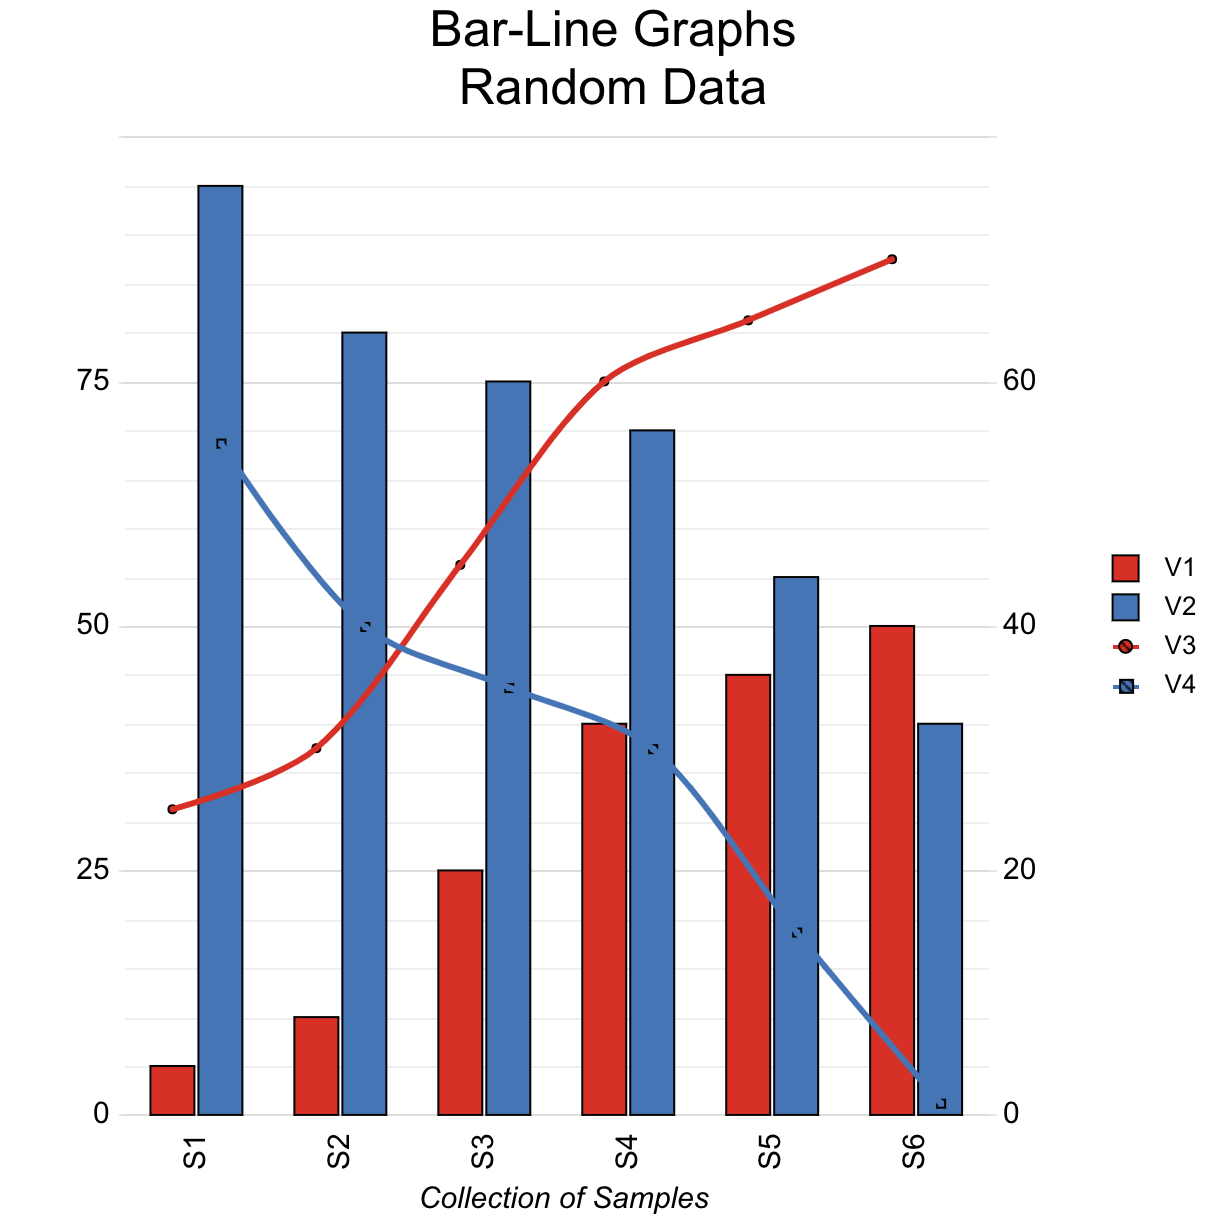 Bar-Line Graphs
Random Data
75
50
25
0
60
40
20
0
V1
V2
V3
V4
S1
S2
S3
S4
S5
S6
Collection of Samples